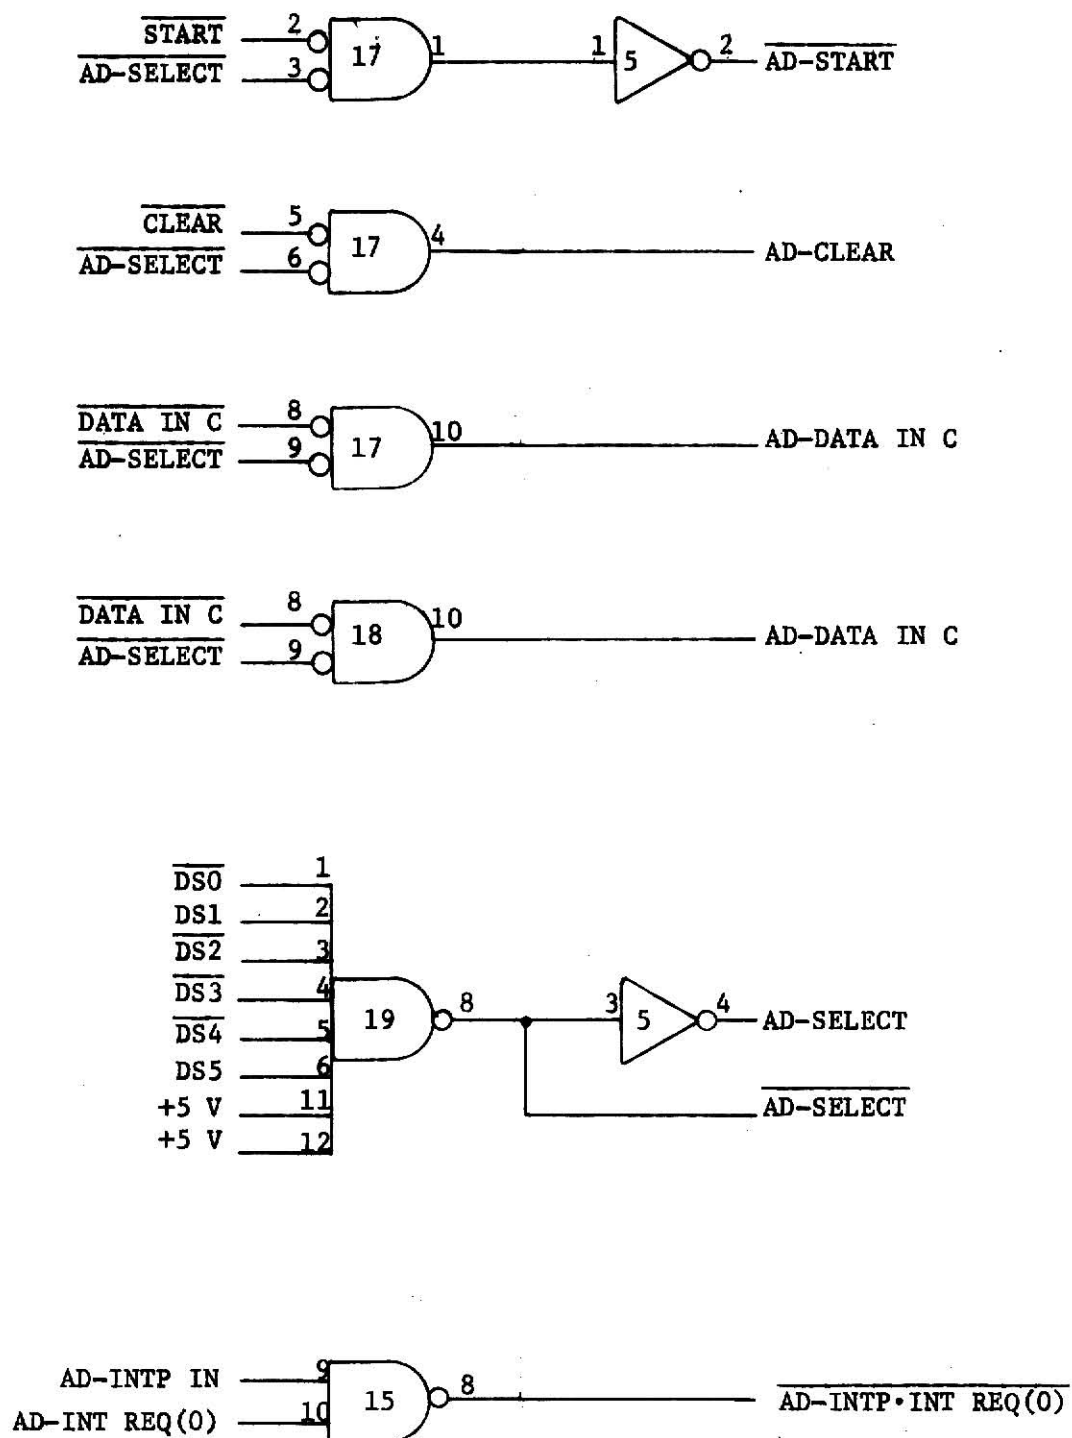 START 2 17 1 1 5 2 AD-START
AD-SELECT 3
CLEAR 5 17 4 AD-CLEAR
AD-SELECT 6
DATA IN C 8 17 10 AD-DATA IN C
AD-SELECT 9
DATA IN C 8 18 10 AD-DATA IN C
AD-SELECT 9
DS0 1
DS1 2
DS2 3
DS3 4
DS4 5 19 8 3 5 4 AD-SELECT
DS5 6
+5 V 11 AD-SELECT
+5 V 12
AD-INTP IN 9 15 8 AD-INTP·INT REQ(0)
AD-INT REQ(0) 10